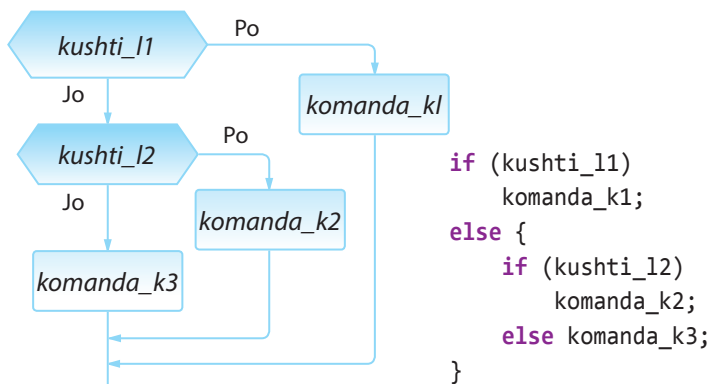 kushti_l1
Po
Jo
komanda_kl
kushti_l2
Po
Jo
komanda_k2
komanda_k3
if (kushti_l1)
    komanda_k1;
else {
    if (kushti_l2)
        komanda_k2;
    else komanda_k3;
}